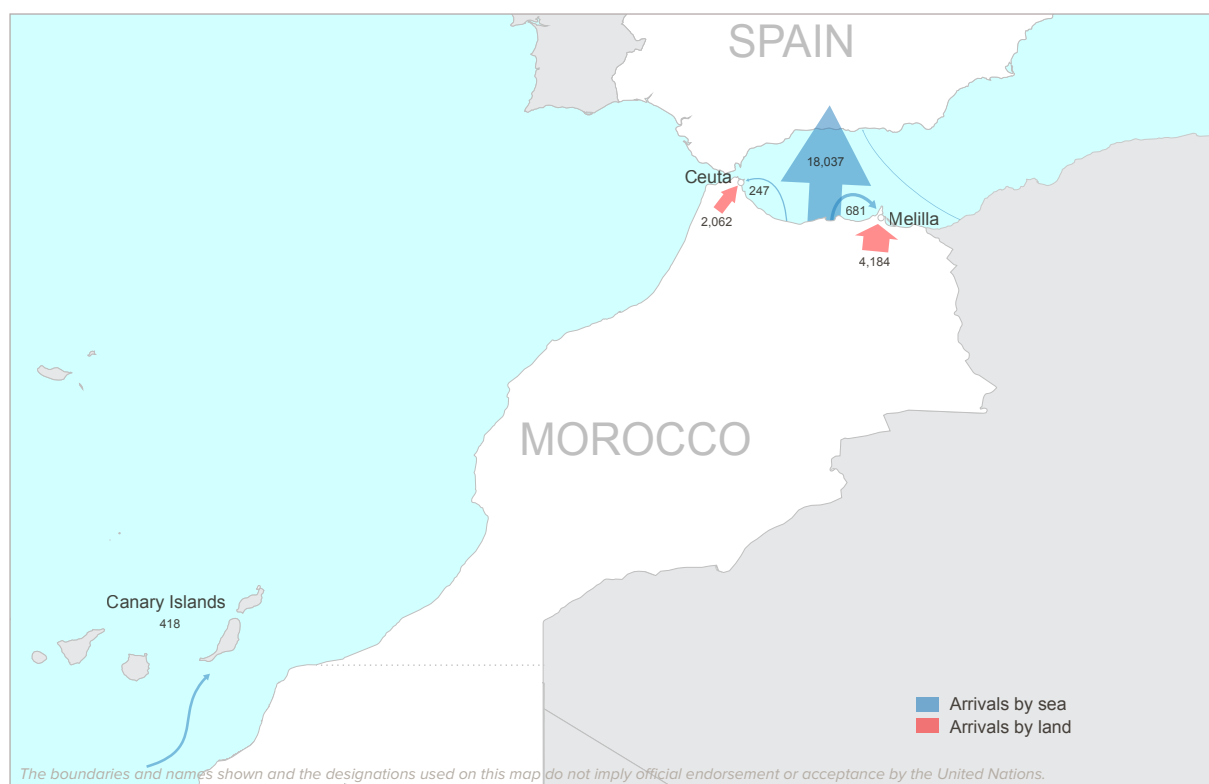 SPAIN
18,037
Ceuta
247
2,062
681
Melilla
4,184
MOROCCO
Canary Islands
418
Arrivals by sea
Arrivals by land
The boundaries and names shown and the designations used on this map do not imply official endorsement or acceptance by the United Nations.